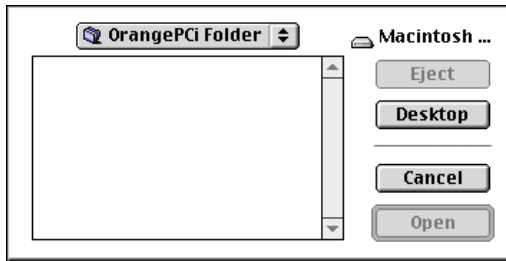 OrangePCi Folder
Macintosh ...
Eject
Desktop
Cancel
Open